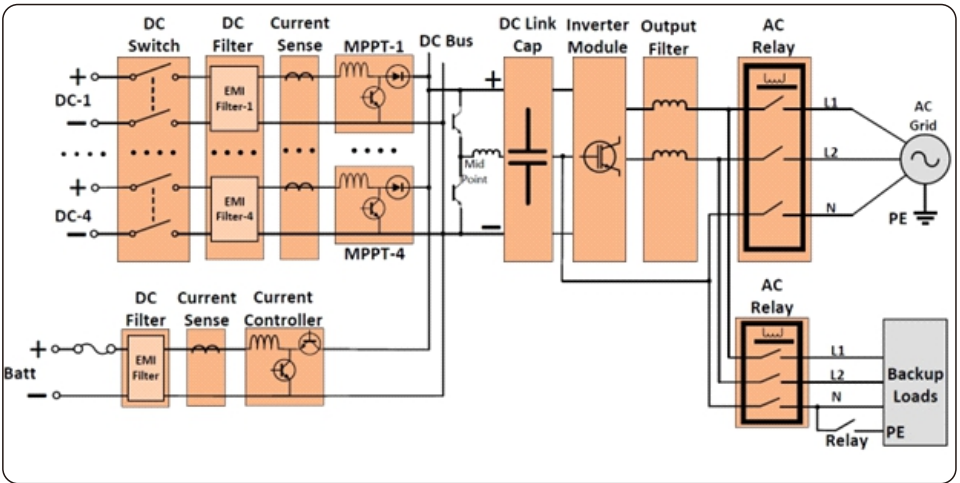 DC Switch
DC Filter
Current Sense
MPPT-1
DC Bus
DC Link Cap
Inverter Module
Output Filter
AC Relay
+
DC-1
−
EMI Filter-1
+
−
Mid Point
L1
L2
N
AC Grid
PE
+
DC-4
−
EMI Filter-4
MPPT-4
DC Filter
Current Sense
Current Controller
+
Batt
−
EMI Filter
AC Relay
L1
L2
N
Backup Loads
Relay
PE